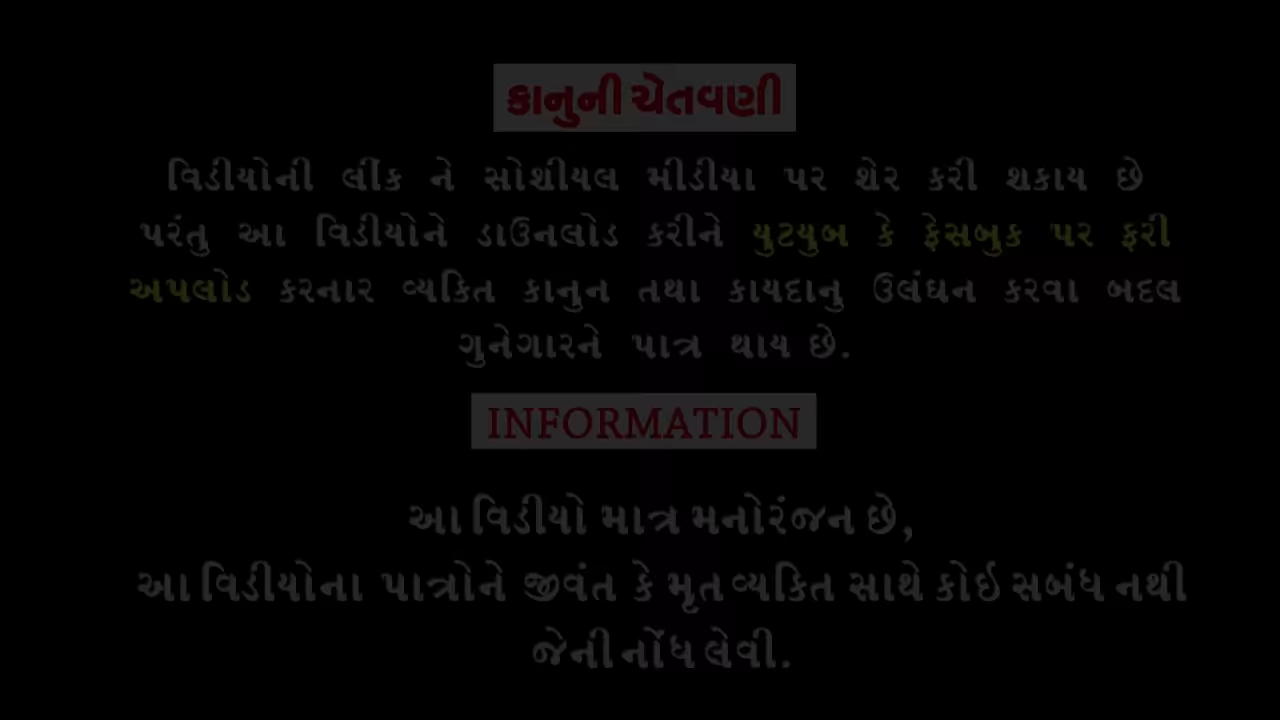 કાનુની ચેતવણી
વિડીયોની લીંક ને સોશીયલ મીડીયા પર શેર કરી શકાય છે
પરંતુ આ વિડીયોને ડાઉનલોડ કરીને યુટયુબ કે ફેસબુક પર ફરી
અપલોડ કરનાર વ્યકિત કાનુન તથા કાયદાનુ ઉલંઘન કરવા બદલ
ગુનેગારને પાત્ર થાય છે.
INFORMATION
આ વિડીયો માત્ર મનોરંજન છે,
આ વિડીયોના પાત્રોને જીવંત કે મૃત વ્યકિત સાથે કોઇ સબંધ નથી
જેની નોંધ લેવી.